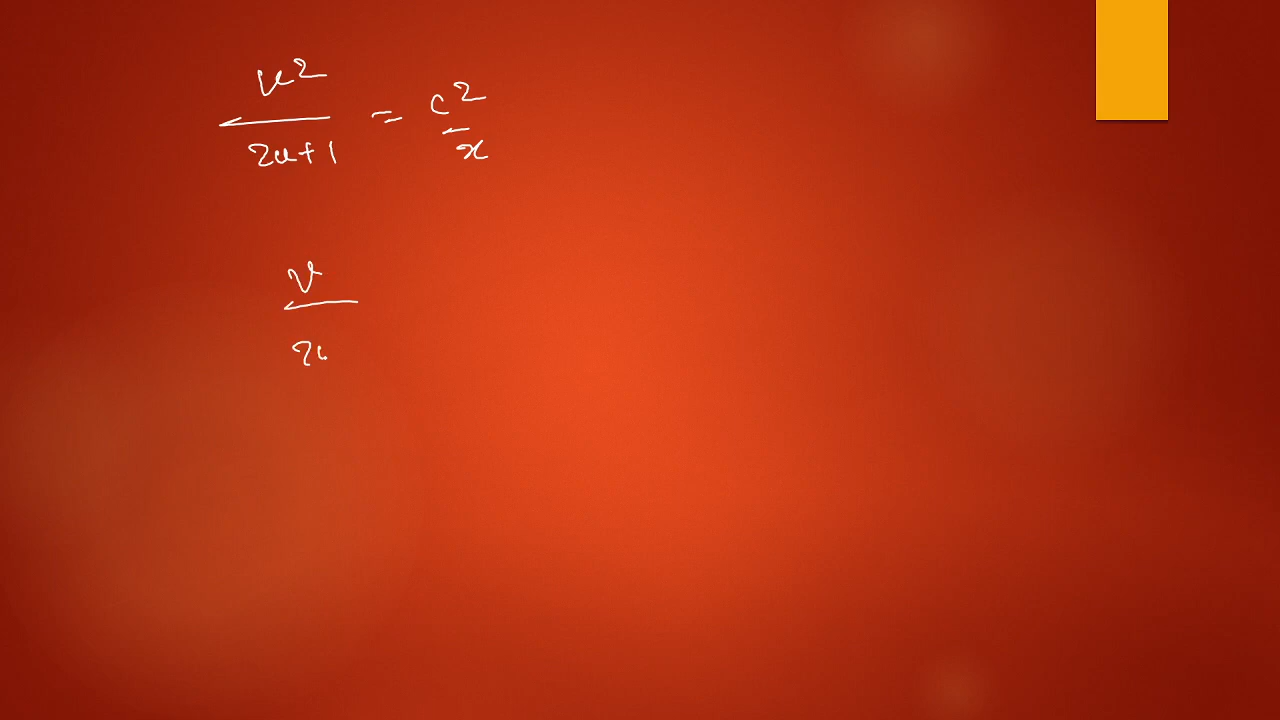 u²
2u+1 = c²
x
v
2u